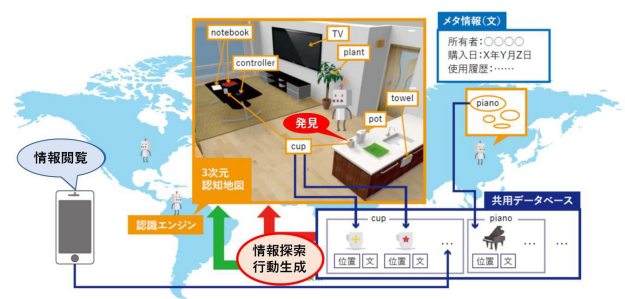 メタ情報(文)
所有者:○○○○
購入日:X年Y月Z日
使用履歴:……
notebook
TV
plant
controller
towel
piano
発見
pot
cup
情報閲覧
3次元
認知地図
認識エンジン
共用データベース
cup
piano
…
…
…
情報探索
行動生成
位置 文
位置 文
位置 文